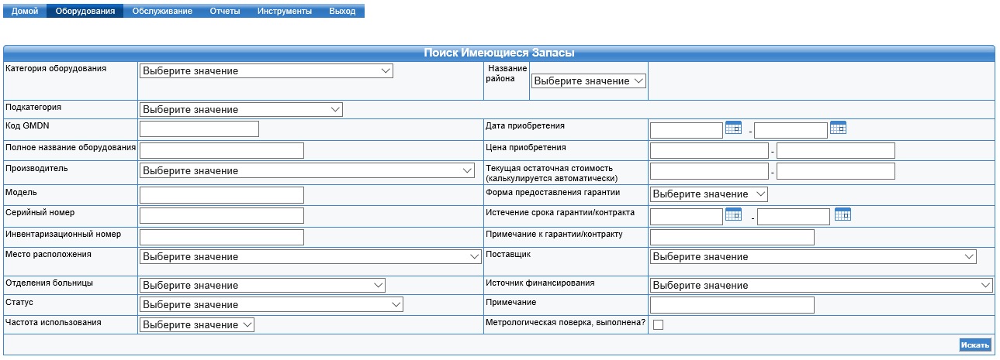 Домой Оборудования Обслуживание Отчеты Инструменты Выход
Поиск Имеющиеся Запасы
Категория оборудования Выберите значение Название района Выберите значение
Подкатегория Выберите значение
Код GMDN Дата приобретения -
Полное название оборудования Цена приобретения -
Производитель Выберите значение Текущая остаточная стоимость
(калькулируется автоматически) -
Модель Форма предоставления гарантии Выберите значение
Серийный номер Истечение срока гарантии/контракта -
Инвентаризационный номер Примечание к гарантии/контракту
Место расположения Выберите значение Поставщик Выберите значение
Отделения больницы Выберите значение Источник финансирования Выберите значение
Статус Выберите значение Примечание
Частота использования Выберите значение Метрологическая поверка, выполнена?
Искать